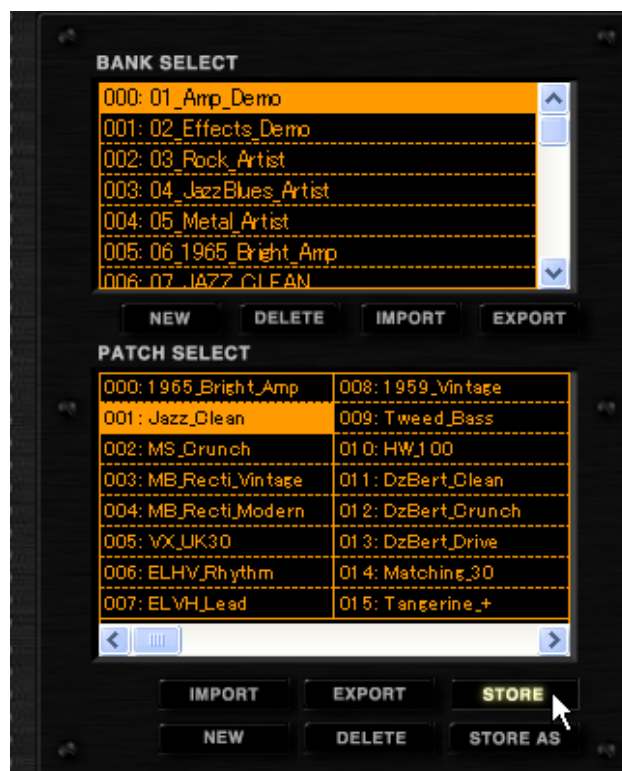 BANK SELECT
000: 01_Amp_Demo
001: 02_Effects_Demo
002: 03_Rock_Artist
003: 04_JazzBlues_Artist
004: 05_Metal_Artist
005: 06_1965_Bright_Amp
006: 07_JAZZ_CLEAN
NEW DELETE IMPORT EXPORT
PATCH SELECT
000: 1965_Bright_Amp 008: 1959_Vintage
001: Jazz_Clean 009: Tweed_Bass
002: MS_Crunch 010: HW_100
003: MB_Recti_Vintage 011: DzBert_Clean
004: MB_Recti_Modern 012: DzBert_Crunch
005: VX_UK30 013: DzBert_Drive
006: ELHV_Rhythm 014: Matching_30
007: ELVH_Lead 015: Tangerine_+
IMPORT EXPORT STORE
NEW DELETE STORE AS